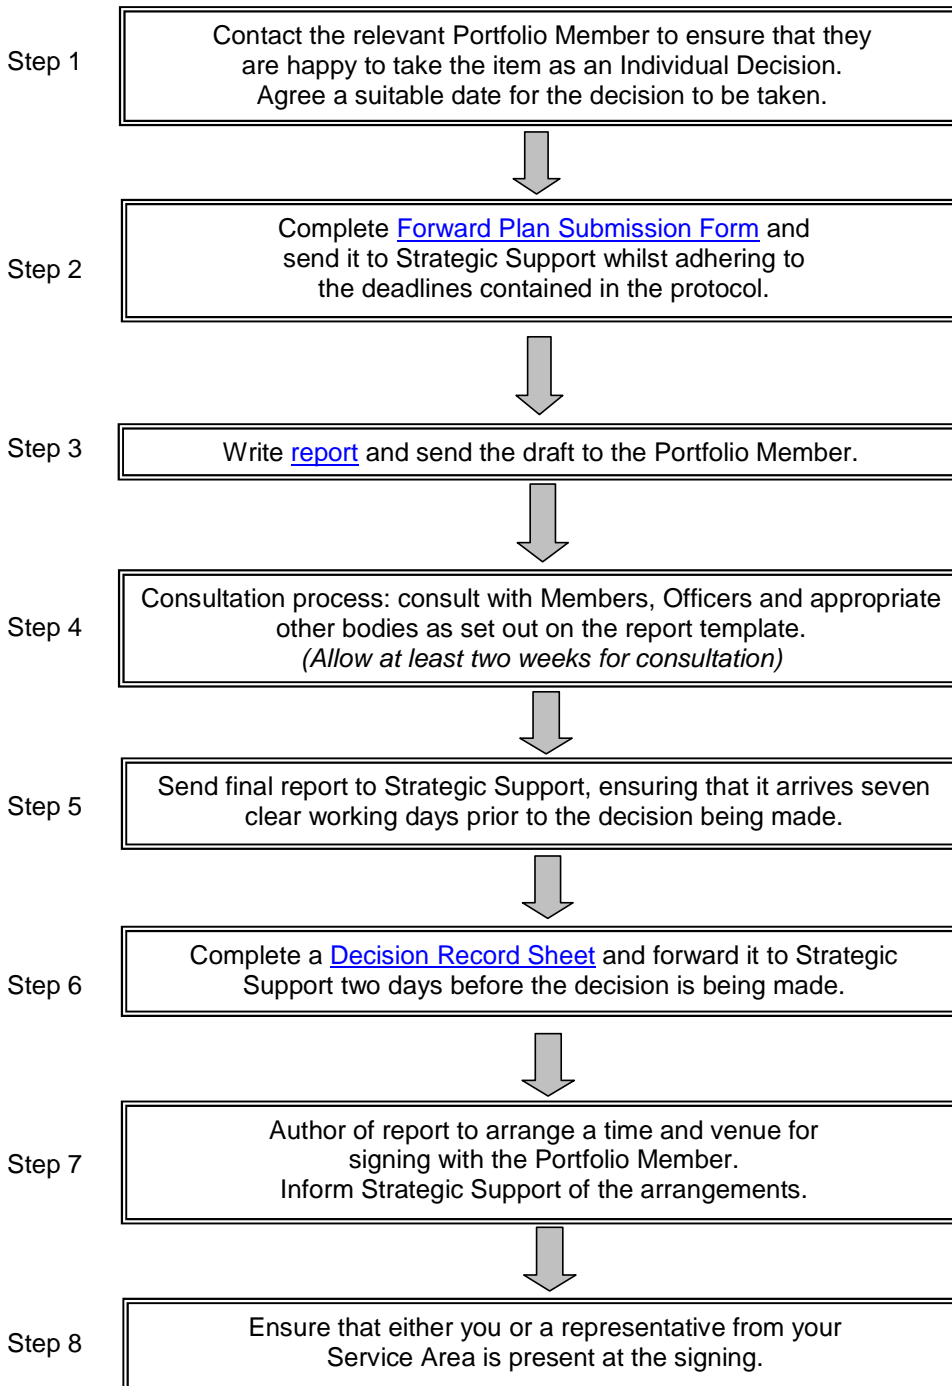 Step 1
Contact the relevant Portfolio Member to ensure that they
are happy to take the item as an Individual Decision.
Agree a suitable date for the decision to be taken.
Step 2
Complete Forward Plan Submission Form and
send it to Strategic Support whilst adhering to
the deadlines contained in the protocol.
Step 3
Write report and send the draft to the Portfolio Member.
Step 4
Consultation process: consult with Members, Officers and appropriate
other bodies as set out on the report template.
(Allow at least two weeks for consultation)
Step 5
Send final report to Strategic Support, ensuring that it arrives seven
clear working days prior to the decision being made.
Step 6
Complete a Decision Record Sheet and forward it to Strategic
Support two days before the decision is being made.
Step 7
Author of report to arrange a time and venue for
signing with the Portfolio Member.
Inform Strategic Support of the arrangements.
Step 8
Ensure that either you or a representative from your
Service Area is present at the signing.